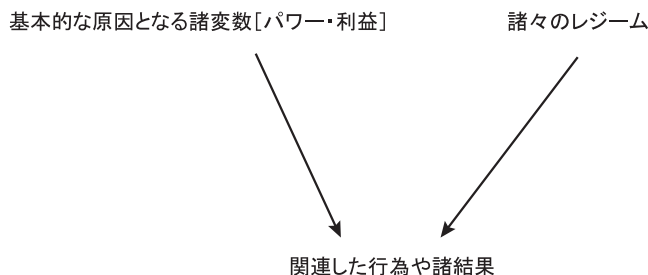 基本的な原因となる諸変数[パワー・利益]
諸々のレジーム
関連した行為や諸結果